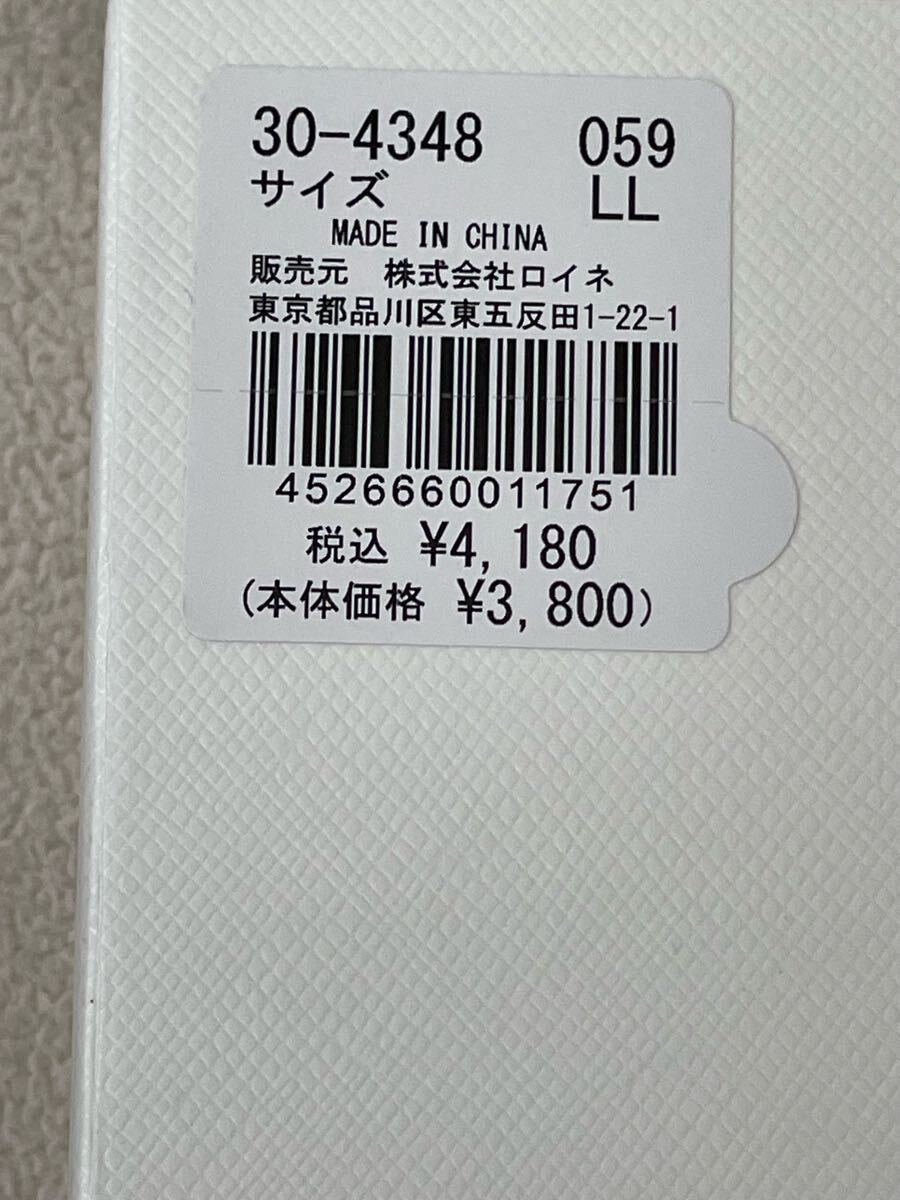 30-4348 059
サイズ LL
MADE IN CHINA
販売元 株式会社ロイネ
東京都品川区東五反田1-22-1
4526660011751
税込 ¥4,180
(本体価格 ¥3,800)